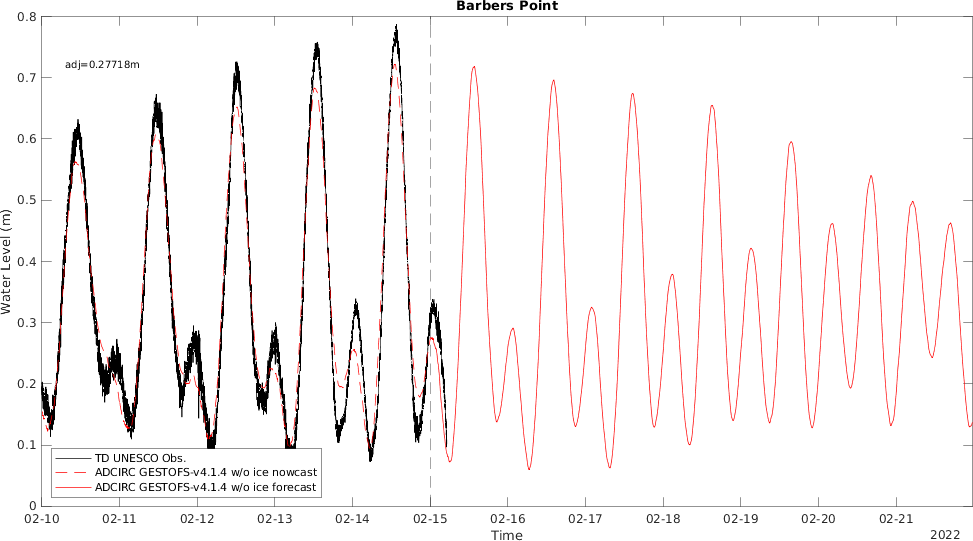 Barbers Point
0.8
0.7
0.6
0.5
0.4
0.3
0.2
0.1
0
Water Level (m)
adj=0.27718m
TD UNESCO Obs.
ADCIRC GESTOFS-v4.1.4 w/o ice nowcast
ADCIRC GESTOFS-v4.1.4 w/o ice forecast
02-10 02-11 02-12 02-13 02-14 02-15 02-16 02-17 02-18 02-19 02-20 02-21
Time
2022